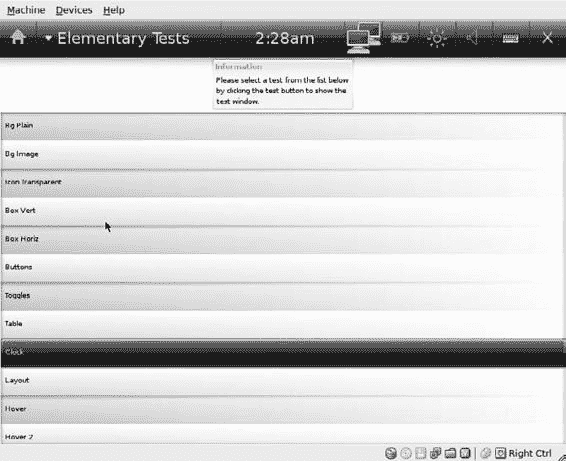 Machine Devices Help
Elementary Tests 2:28am
Information
Please select a test from the list below
by clicking the test button to show the
test window.
Bg Plain
Bg Image
Icon Transparent
Box Vert
Box Horiz
Buttons
Toggles
Table
Clock
Layout
Hover
Hover 2
Right Ctrl